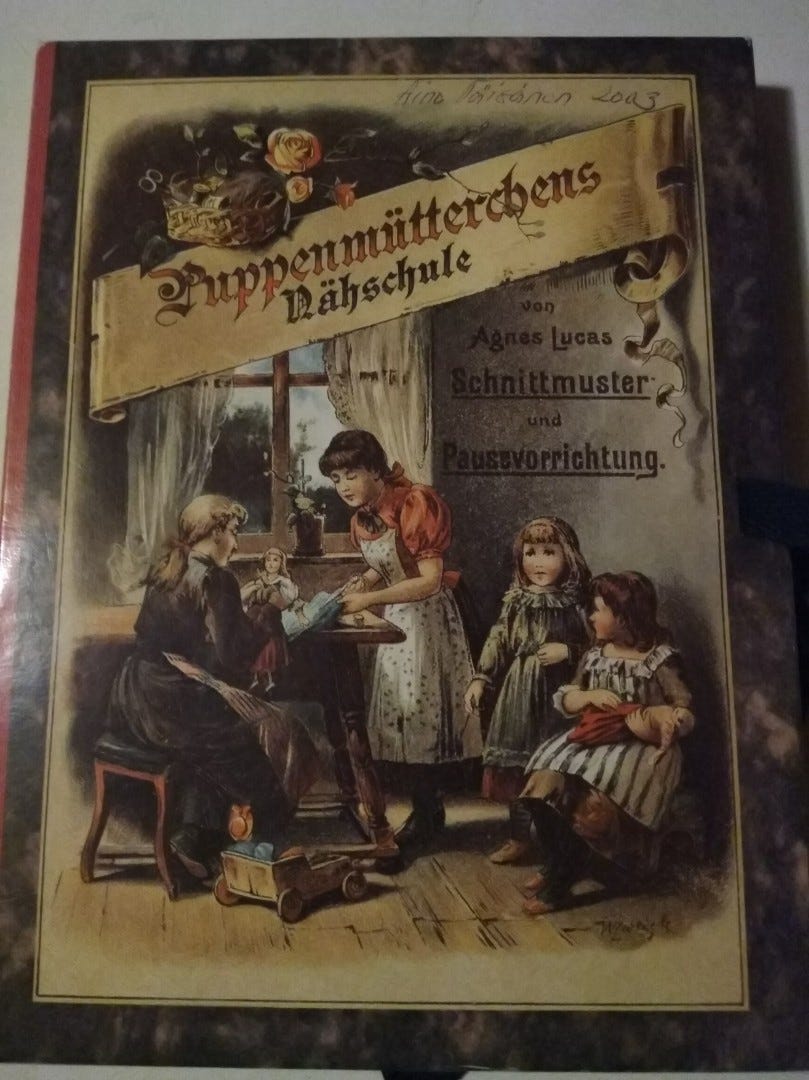 2003
Puppenmütterchens
Nähschule
von
Agnes Lucas
Schnittmuster
und
Pausvorrichtung.